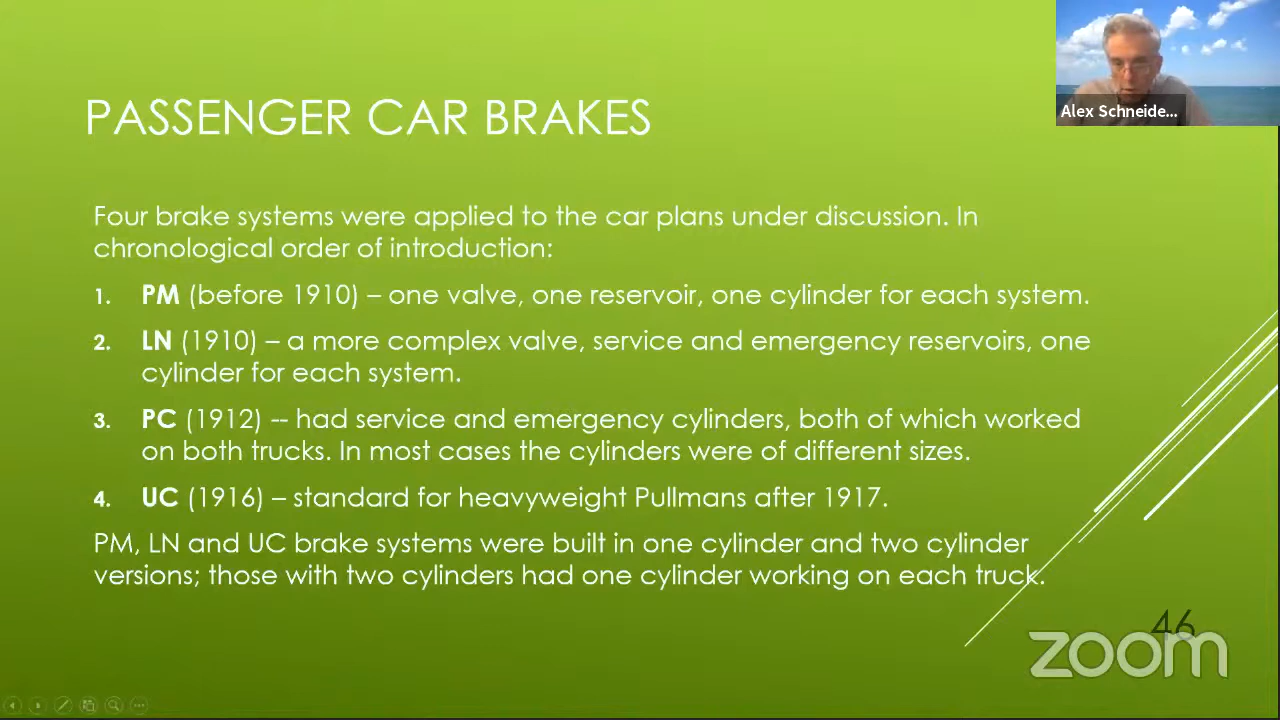 PASSENGER CAR BRAKES
Alex Schneide...
Four brake systems were applied to the car plans under discussion. In
chronological order of introduction:
1. PM (before 1910) – one valve, one reservoir, one cylinder for each system.
2. LN (1910) – a more complex valve, service and emergency reservoirs, one
cylinder for each system.
3. PC (1912) -- had service and emergency cylinders, both of which worked
on both trucks. In most cases the cylinders were of different sizes.
4. UC (1916) – standard for heavyweight Pullmans after 1917.
PM, LN and UC brake systems were built in one cylinder and two cylinder
versions; those with two cylinders had one cylinder working on each truck.
46
zoom